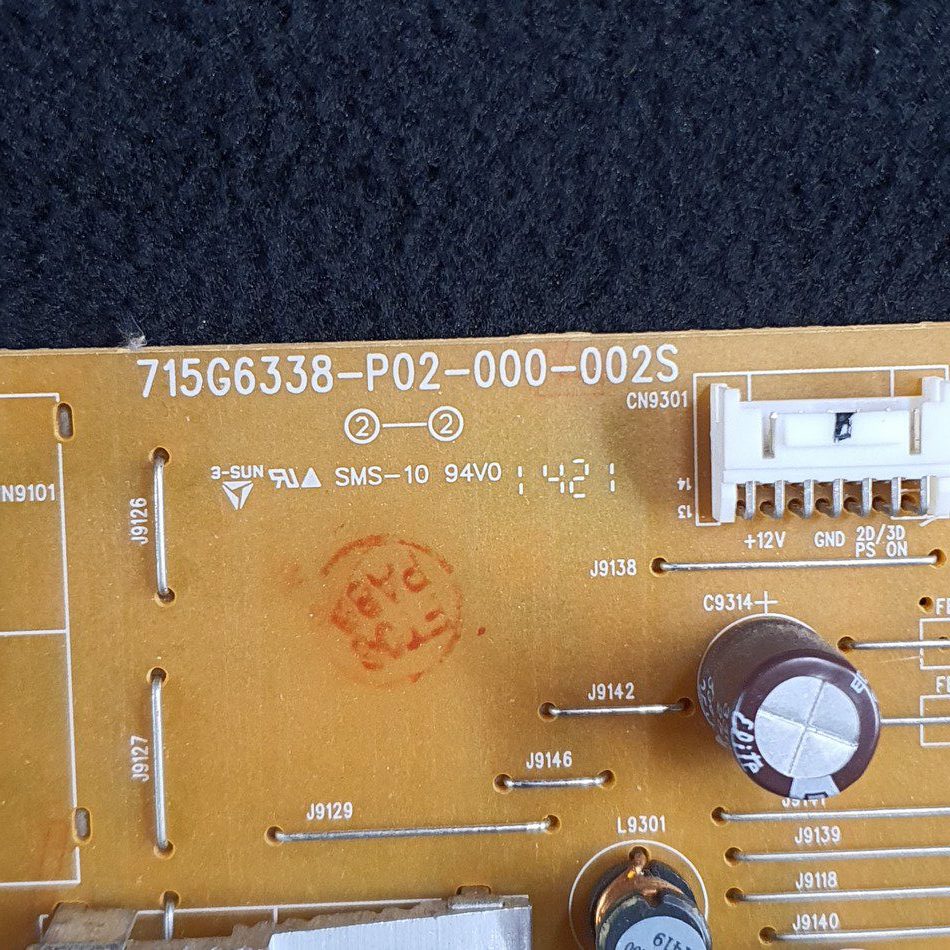 715G6338-P02-000-002S
CN9301
② ②
3-SUN
SMS-10 94V0 1421
N9101
14
13
J9126
+12V GND 2D/3D
PS ON
J9138
C9314+
J9142
J9127
J9146
J9129
L9301
J9139
J9118
J9140